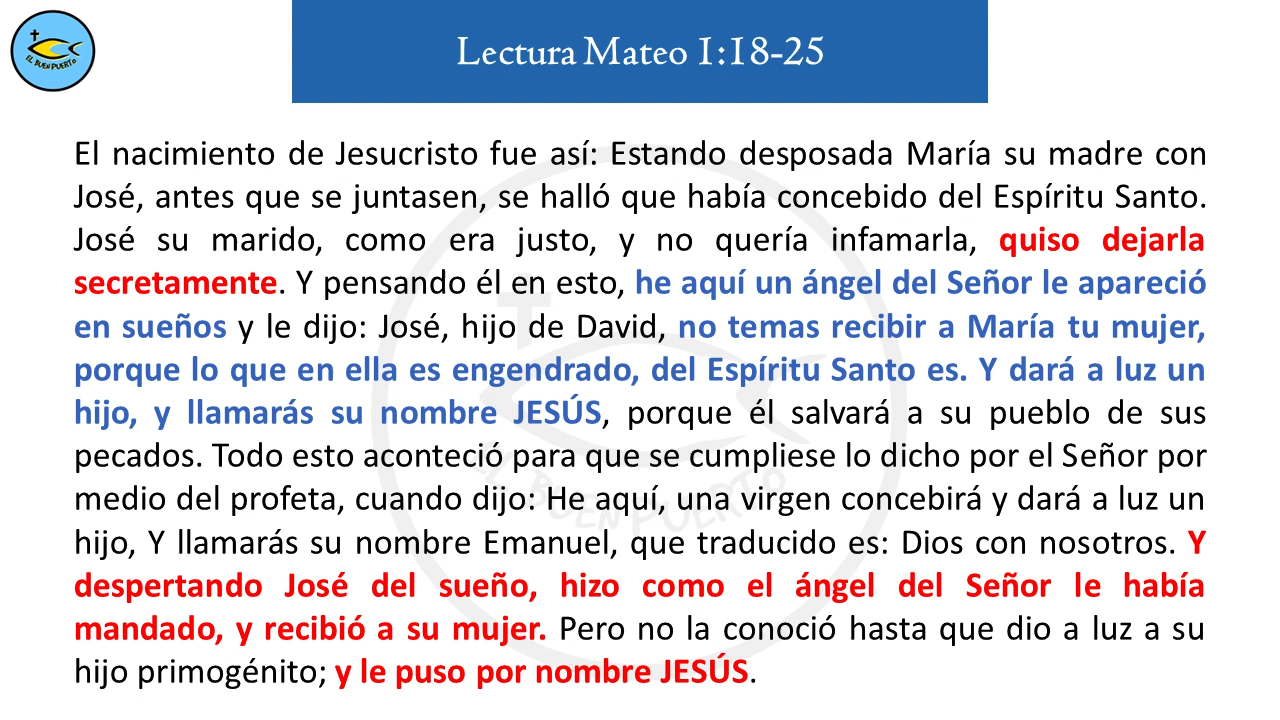 EL BUEN PUERTO
Lectura Mateo 1:18-25
El nacimiento de Jesucristo fue así: Estando desposada María su madre con
José, antes que se juntasen, se halló que había concebido del Espíritu Santo.
José su marido, como era justo, y no quería infamarla, quiso dejarla
secretamente. Y pensando él en esto, he aquí un ángel del Señor le apareció
en sueños y le dijo: José, hijo de David, no temas recibir a María tu mujer,
porque lo que en ella es engendrado, del Espíritu Santo es. Y dará a luz un
hijo, y llamarás su nombre JESÚS, porque él salvará a su pueblo de sus
pecados. Todo esto aconteció para que se cumpliese lo dicho por el Señor por
medio del profeta, cuando dijo: He aquí, una virgen concebirá y dará a luz un
hijo, Y llamarás su nombre Emanuel, que traducido es: Dios con nosotros. Y
despertando José del sueño, hizo como el ángel del Señor le había
mandado, y recibió a su mujer. Pero no la conoció hasta que dio a luz a su
hijo primogénito; y le puso por nombre JESÚS.
EL BUEN PUERTO